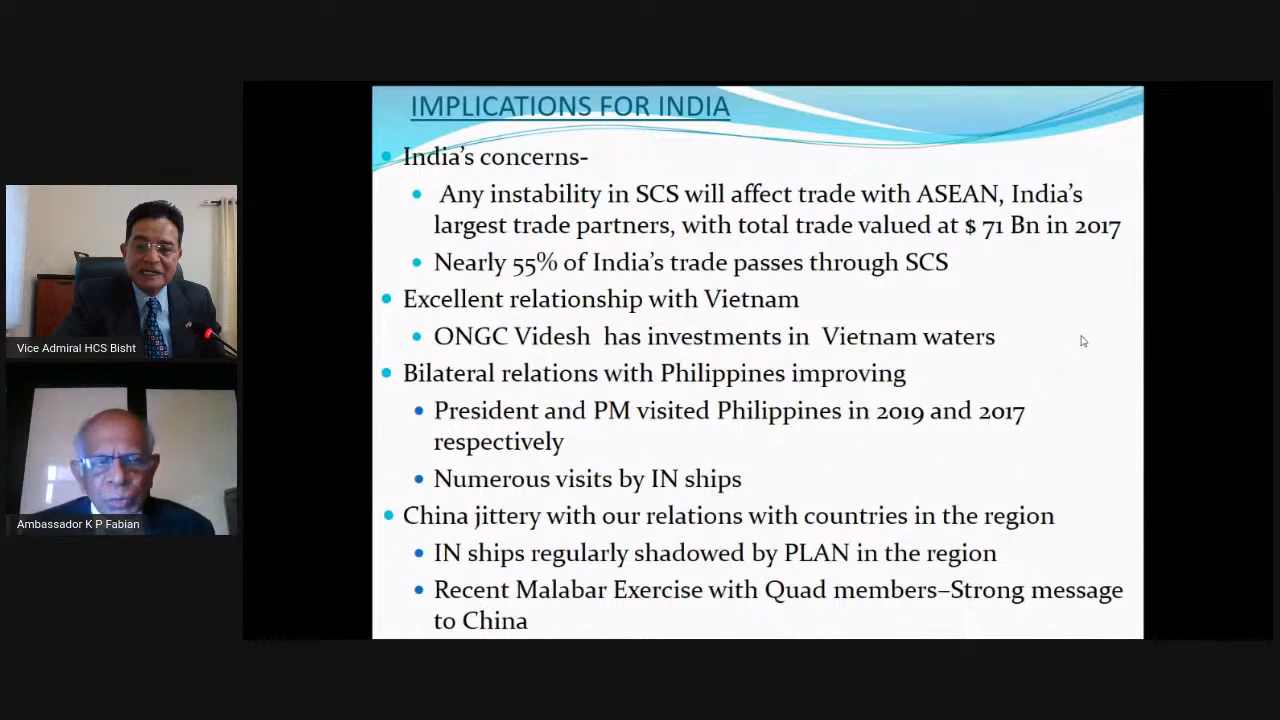 IMPLICATIONS FOR INDIA
India's concerns-
Any instability in SCS will affect trade with ASEAN, India's
largest trade partners, with total trade valued at $ 71 Bn in 2017
Nearly 55% of India's trade passes through SCS
Excellent relationship with Vietnam
ONGC Videsh has investments in Vietnam waters
Bilateral relations with Philippines improving
President and PM visited Philippines in 2019 and 2017
respectively
Numerous visits by IN ships
China jittery with our relations with countries in the region
IN ships regularly shadowed by PLAN in the region
Recent Malabar Exercise with Quad members–Strong message
to China
Vice Admiral HCS Bisht
Ambassador K P Fabian